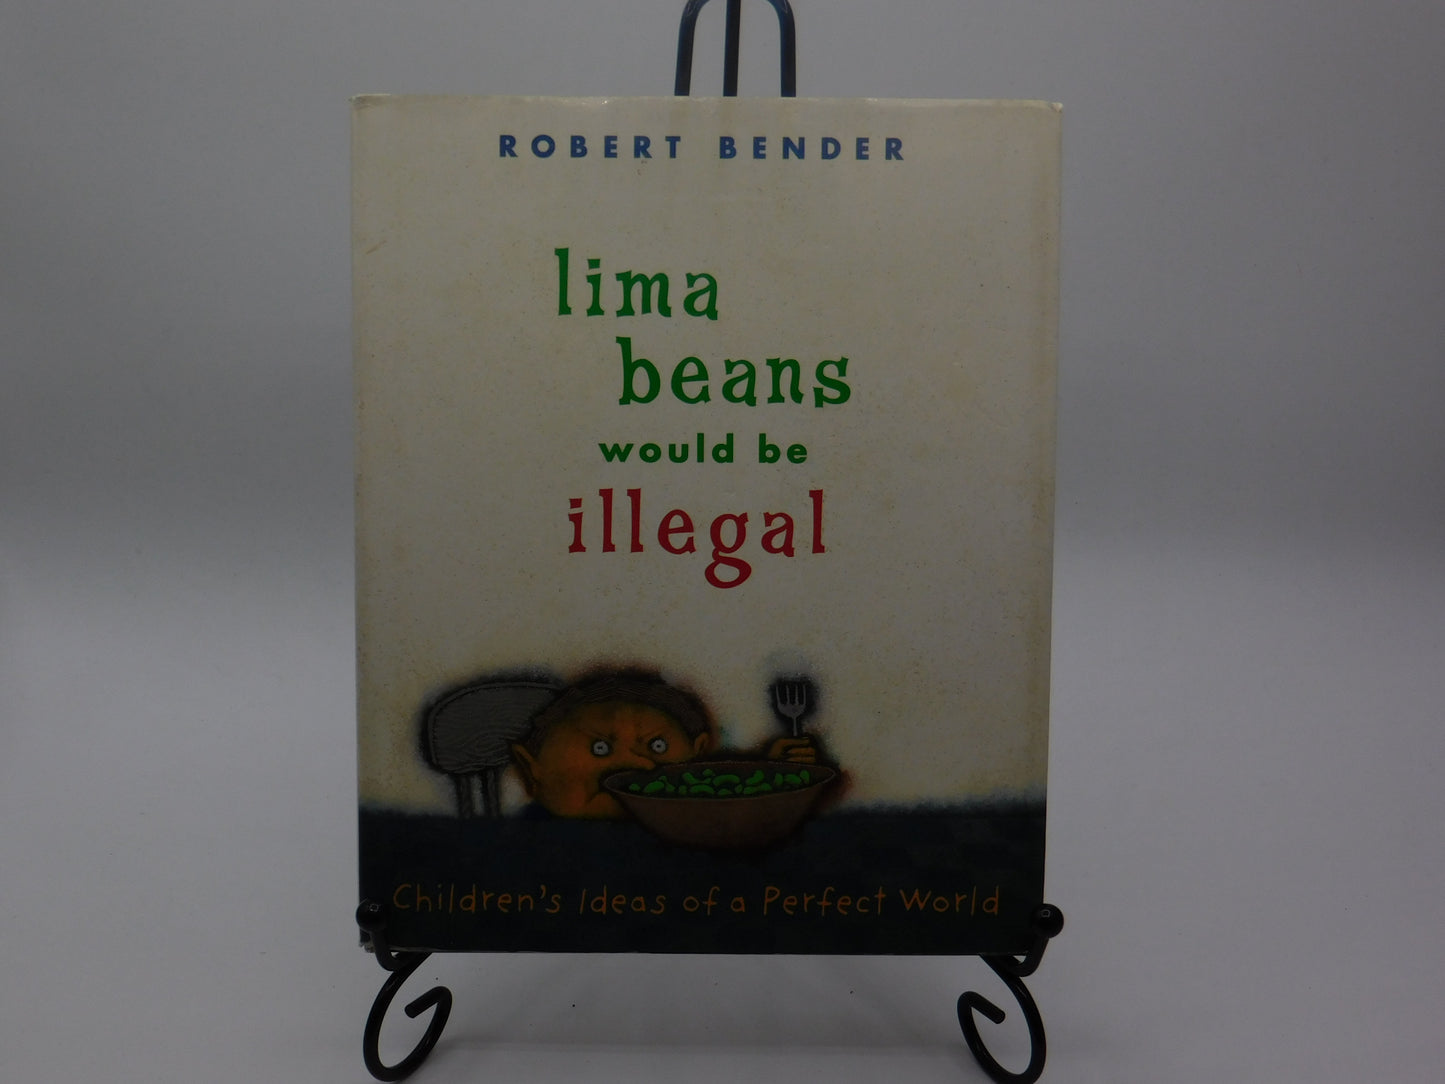 ROBERT BENDER
lima
beans
would be
illegal
Children's Ideas of a Perfect World